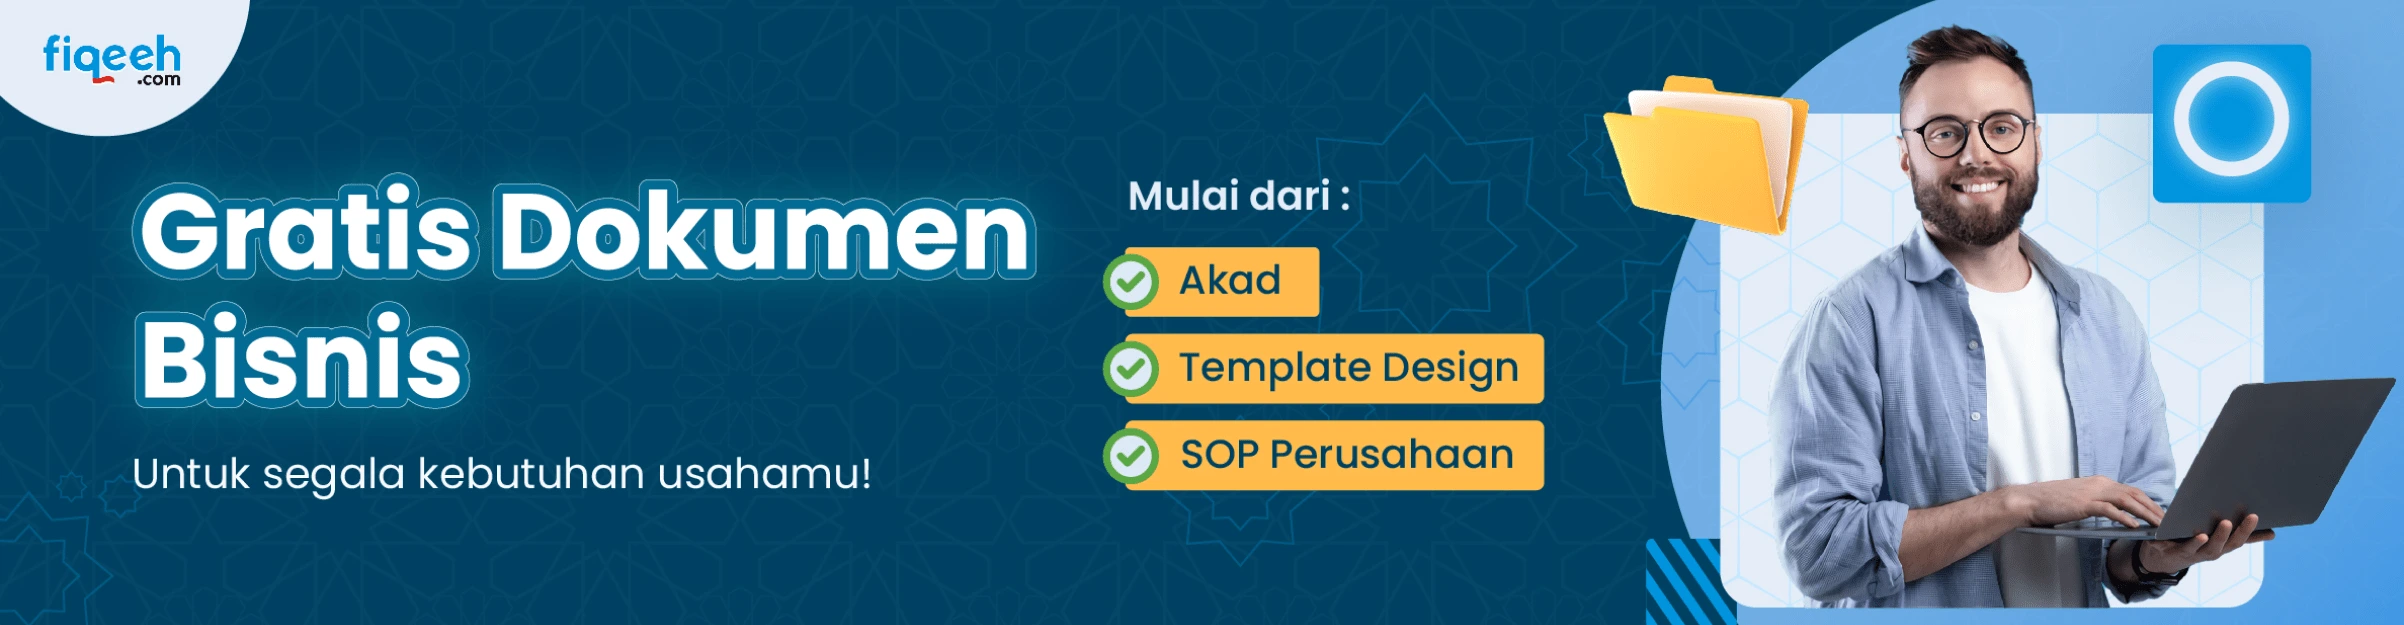 fiqeeh
.com
Gratis Dokumen
Bisnis
Untuk segala kebutuhan usahamu!
Mulai dari :
Akad
Template Design
SOP Perusahaan